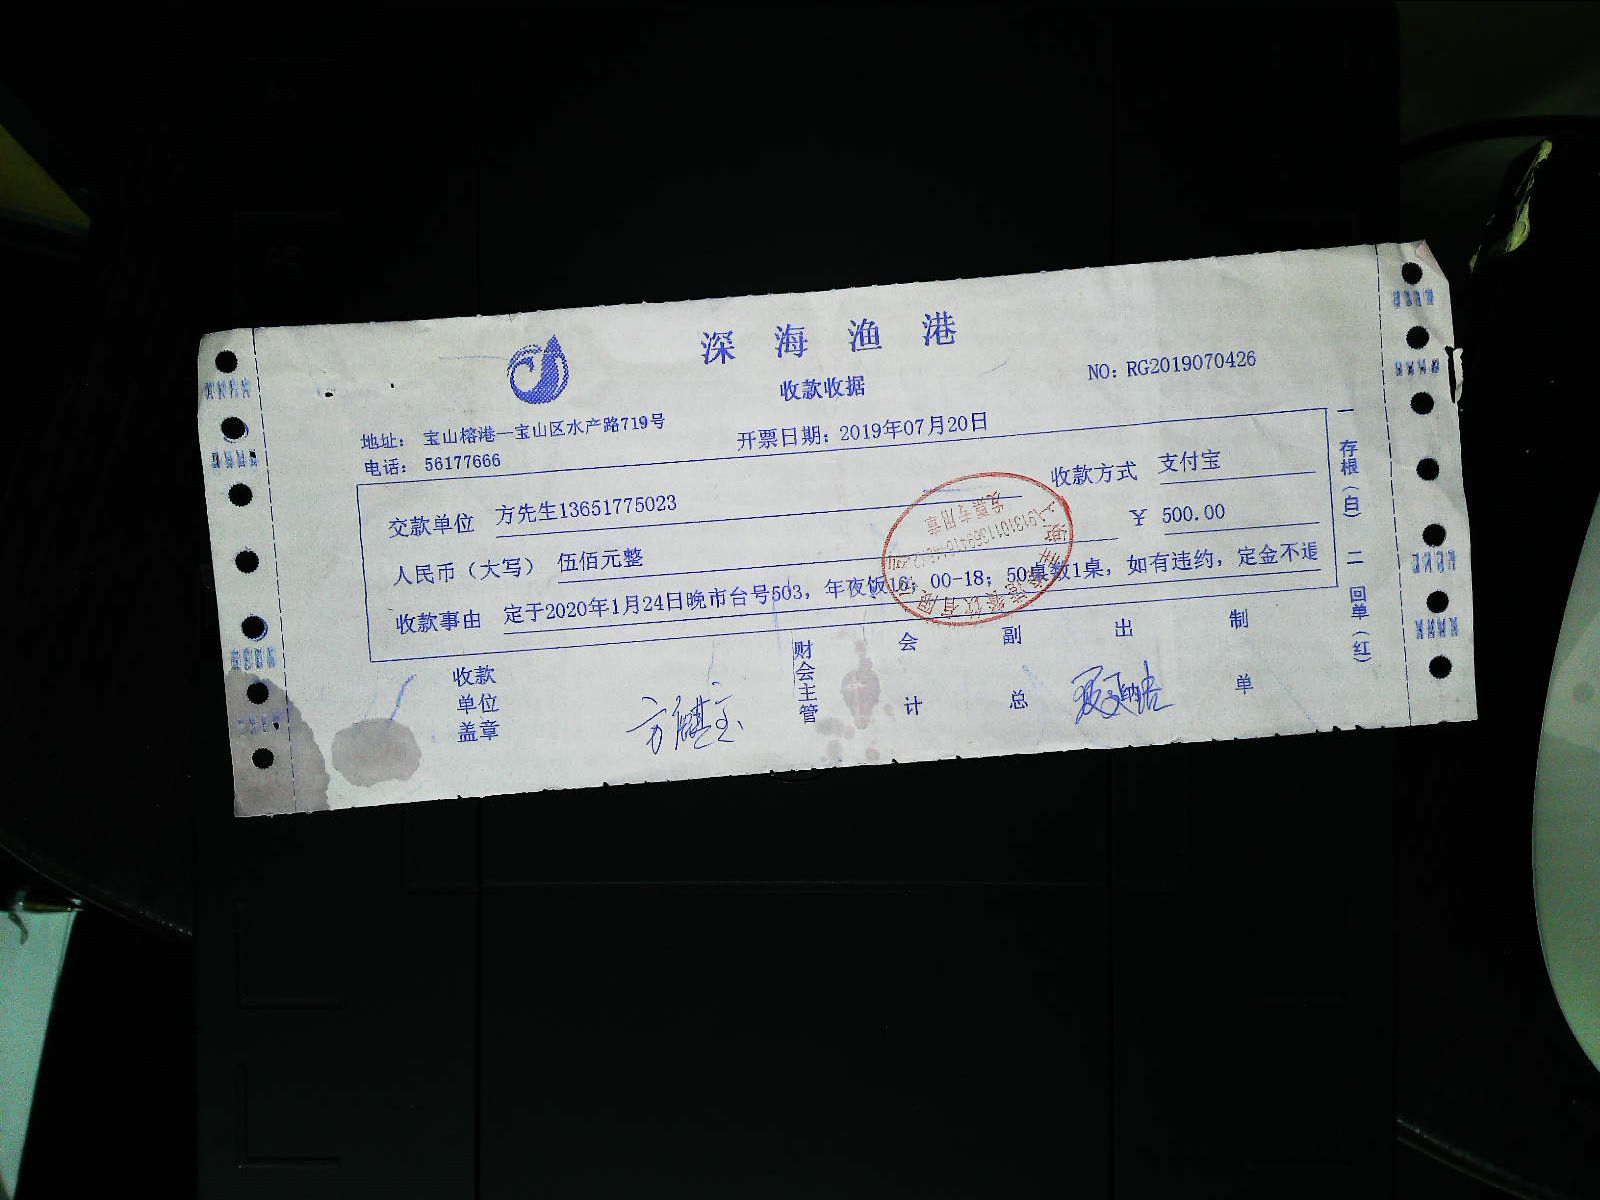 深海渔港
收款收据
NO: RG2019070426
地址: 宝山榕港—宝山区水产路719号
电话: 56177666
开票日期: 2019年07月20日
交款单位 方先生13651775023
收款方式 支付宝
人民币（大写） 伍佰元整
¥ 500.00
收款事由 定于2020年1月24日晚市台号503, 年夜饭16; 00-18; 50桌数1桌, 如有违约, 定金不退
一 存根（白） 二 回单（红）
收款单位盖章
财会主管
会计
副总
出
制单
发票专用章